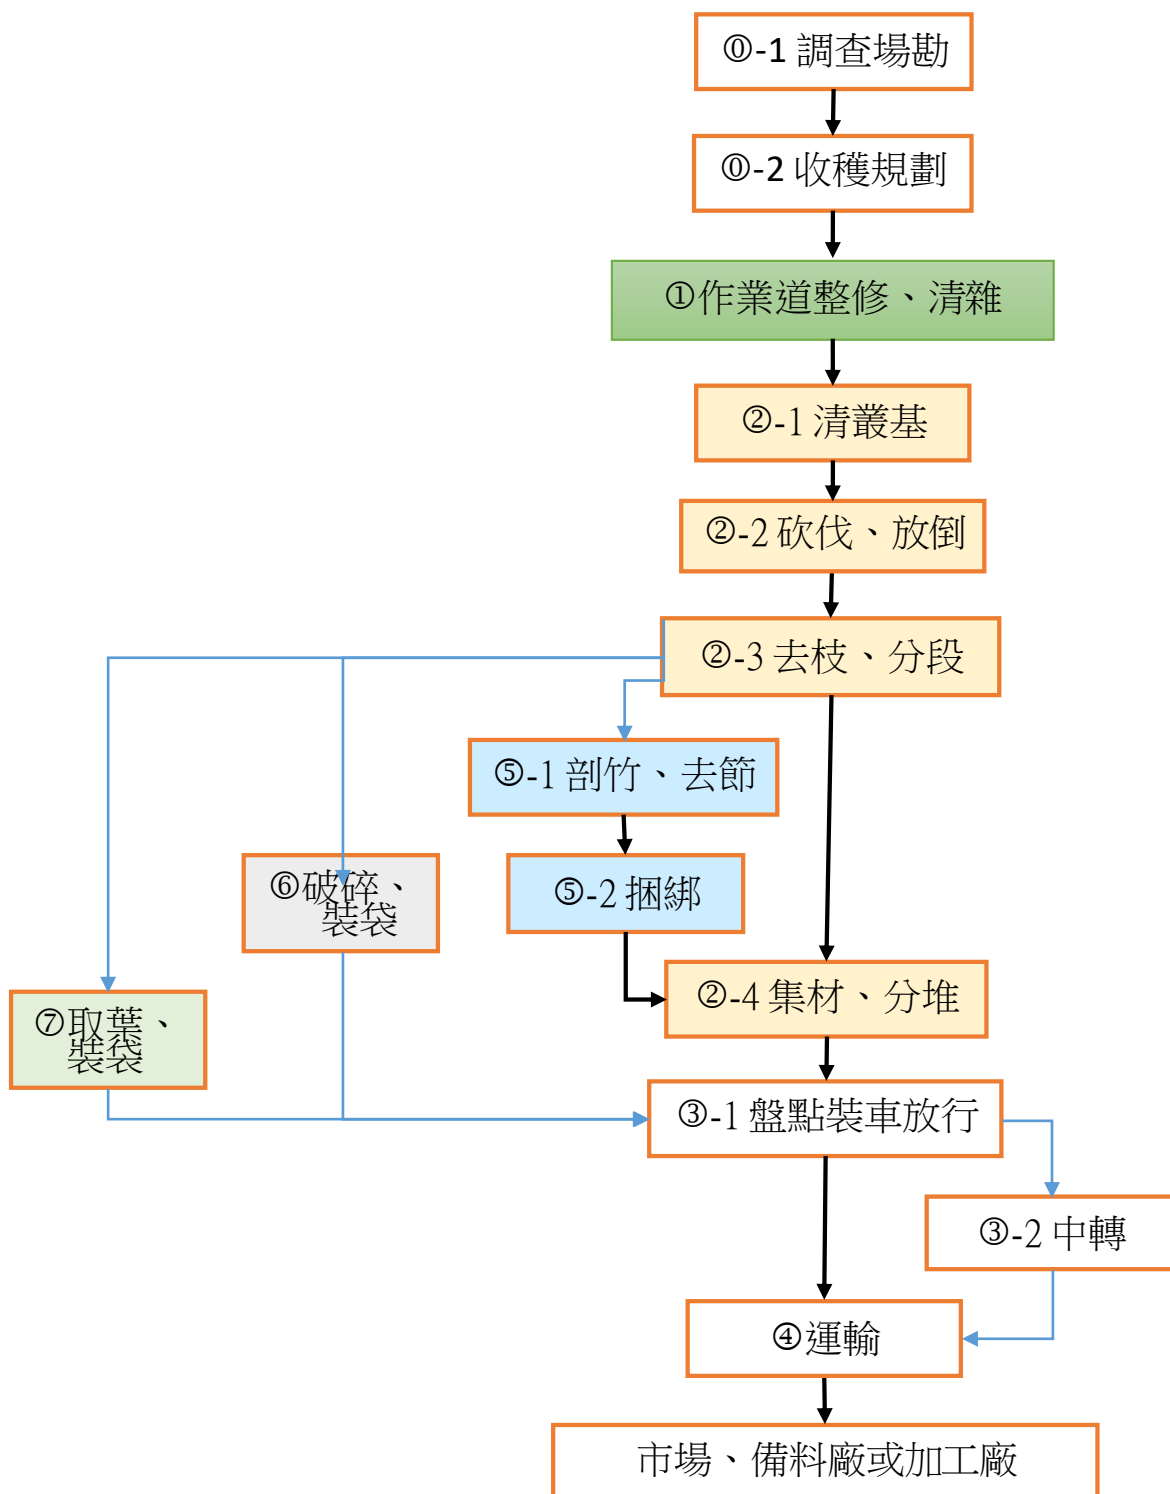 ⓪-1 調查場勘
⓪-2 收穫規劃
①作業道整修、清雜
②-1 清叢基
②-2 砍伐、放倒
②-3 去枝、分段
⑤-1 剖竹、去節
⑤-2 捆綁
⑥破碎、
裝袋
②-4 集材、分堆
⑦取葉、
裝袋
③-1 盤點裝車放行
③-2 中轉
④運輸
市場、備料廠或加工廠